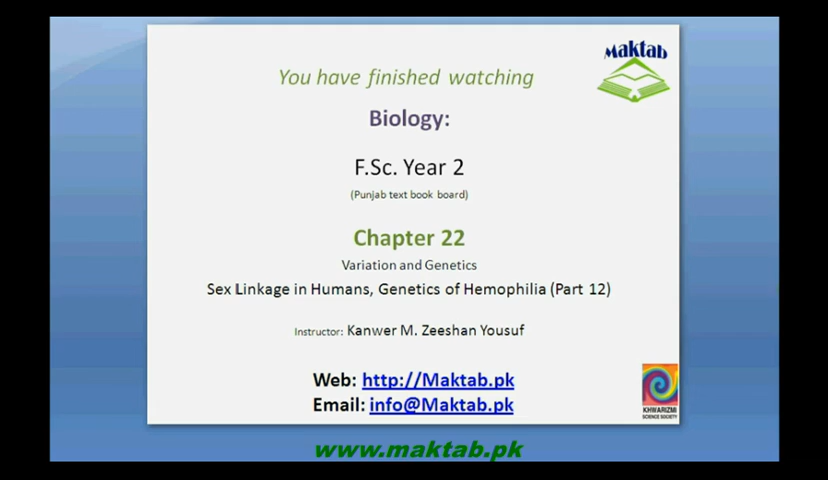 Maktab
You have finished watching
Biology:
F.Sc. Year 2
(Punjab text book board)
Chapter 22
Variation and Genetics
Sex Linkage in Humans, Genetics of Hemophilia (Part 12)
Instructor: Kanwer M. Zeeshan Yousuf
Web: http://Maktab.pk
Email: info@Maktab.pk
KHWARIZMI
SCIENCE SOCIETY
www.maktab.pk